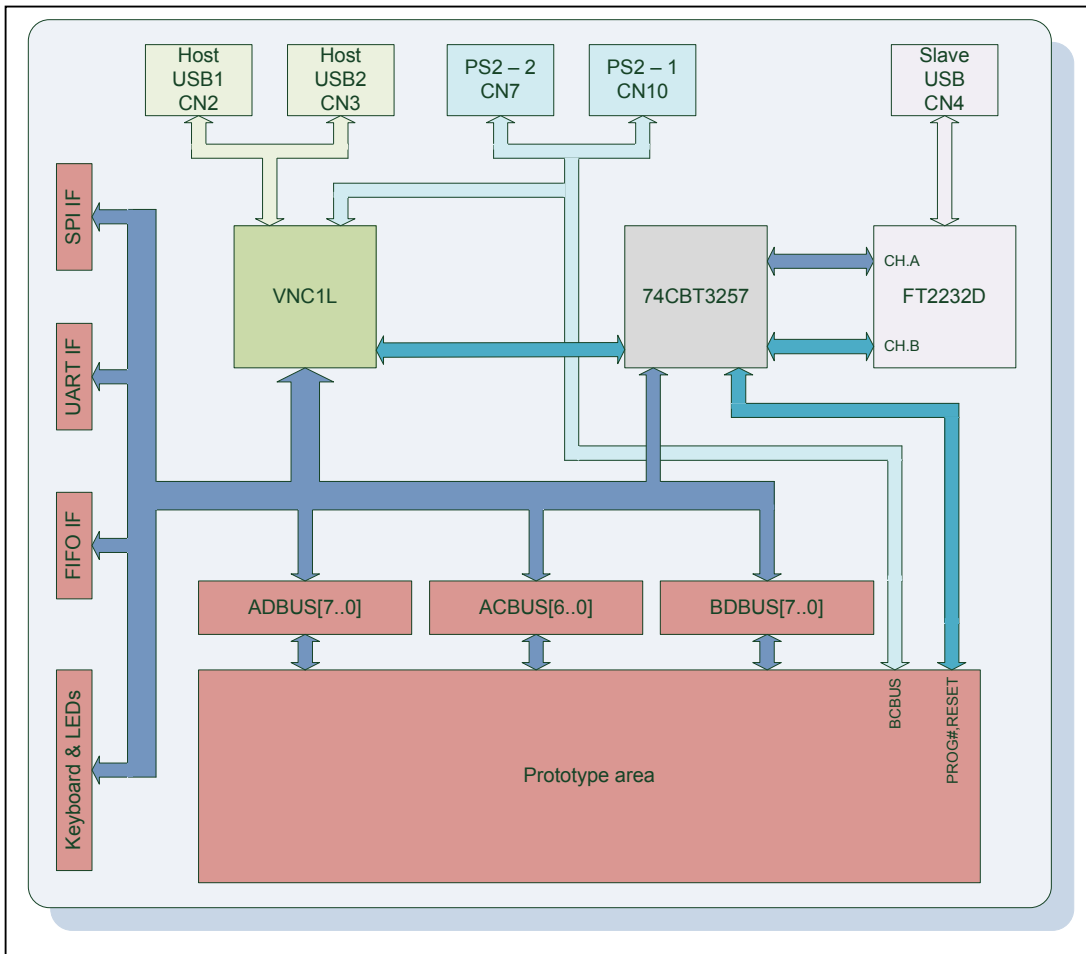 Host
USB1
CN2
Host
USB2
CN3
PS2 – 2
CN7
PS2 – 1
CN10
Slave
USB
CN4
SPI IF
UART IF
FIFO IF
Keyboard & LEDs
VNC1L
74CBT3257
CH.A
FT2232D
CH.B
ADBUS[7..0]
ACBUS[6..0]
BDBUS[7..0]
BCBUS
PROG#,RESET
Prototype area